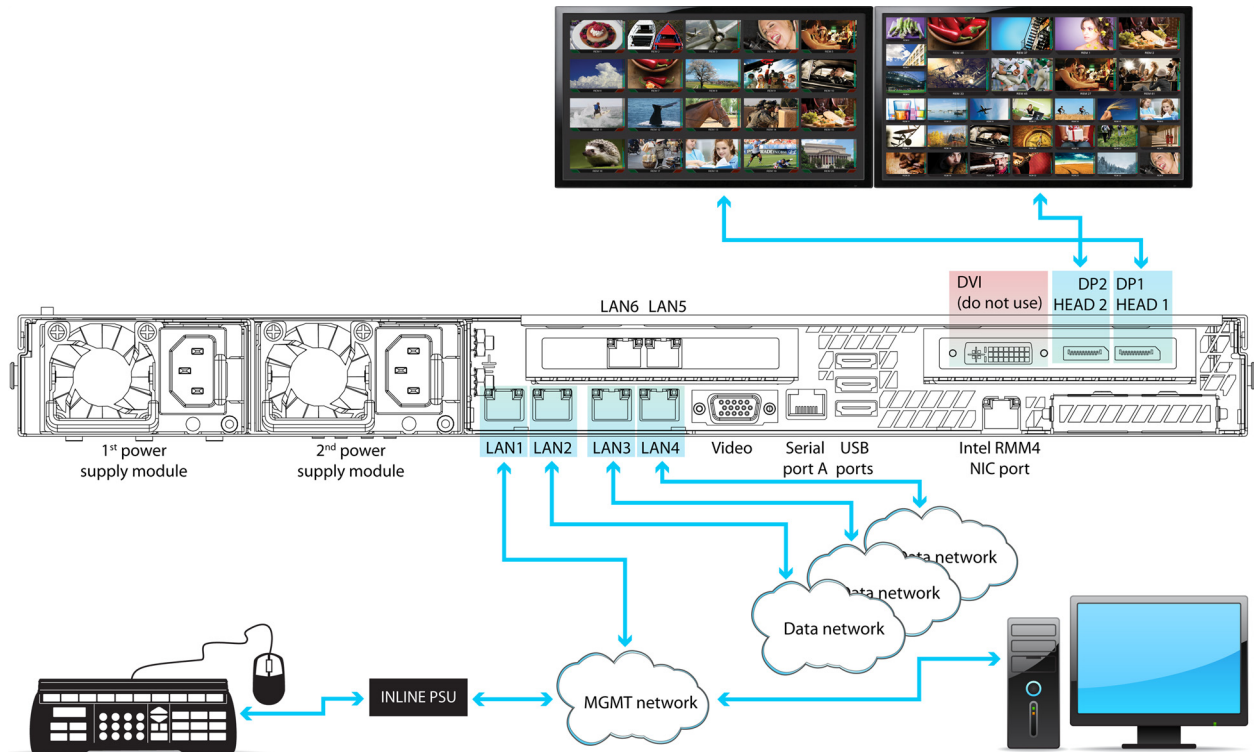 DVI
(do not use)
DP2
HEAD 2
DP1
HEAD 1
LAN6 LAN5
1st power
supply module
2nd power
supply module
LAN1
LAN2
LAN3
LAN4
Video
Serial
port A
USB
ports
Intel RMM4
NIC port
Data network
Data network
Data network
INLINE PSU
MGMT network